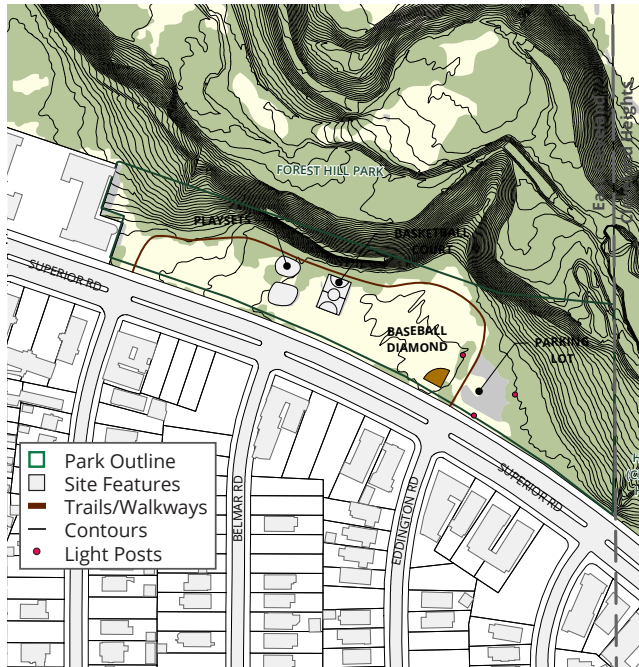 FOREST HILL PARK
PLAYSETS
BASKETBALL
COURT
SUPERIOR RD
BASEBALL
DIAMOND
PARKING
LOT
Park Outline
Site Features
Trails/Walkways
Contours
Light Posts
BELMAR RD
EDDINGTON RD
SUPERIOR RD